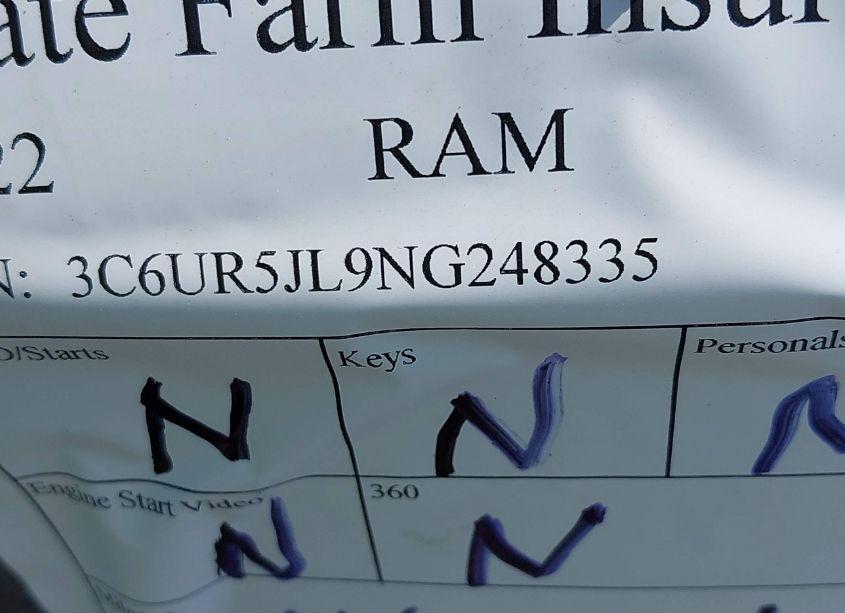 ate Farm Insur
22 RAM
N: 3C6UR5JL9NG248335
D/Starts Keys Personals
N N N
Engine Start Video 360
N N